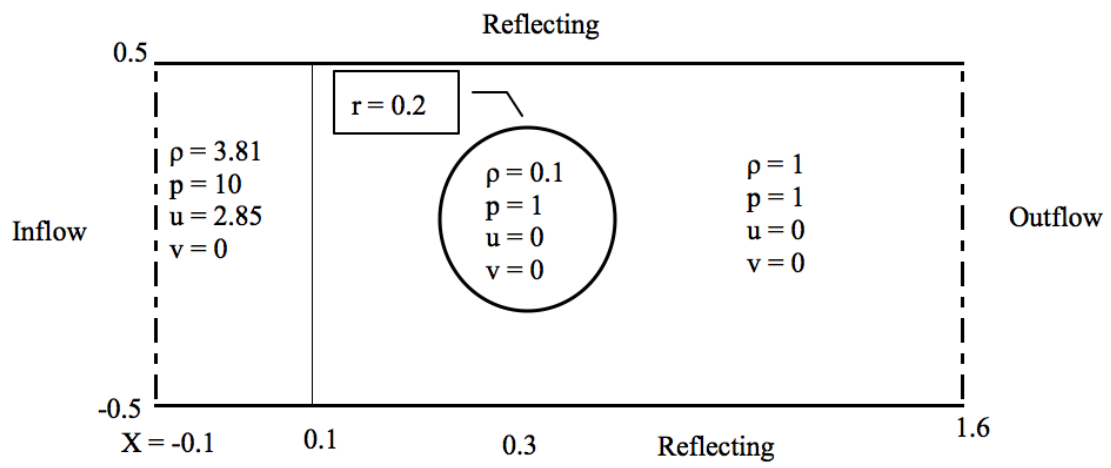 Reflecting
0.5
r = 0.2
ρ = 3.81
p = 10
u = 2.85
v = 0
ρ = 0.1
p = 1
u = 0
v = 0
ρ = 1
p = 1
u = 0
v = 0
Inflow
Outflow
-0.5
X = -0.1
0.1
0.3
Reflecting
1.6